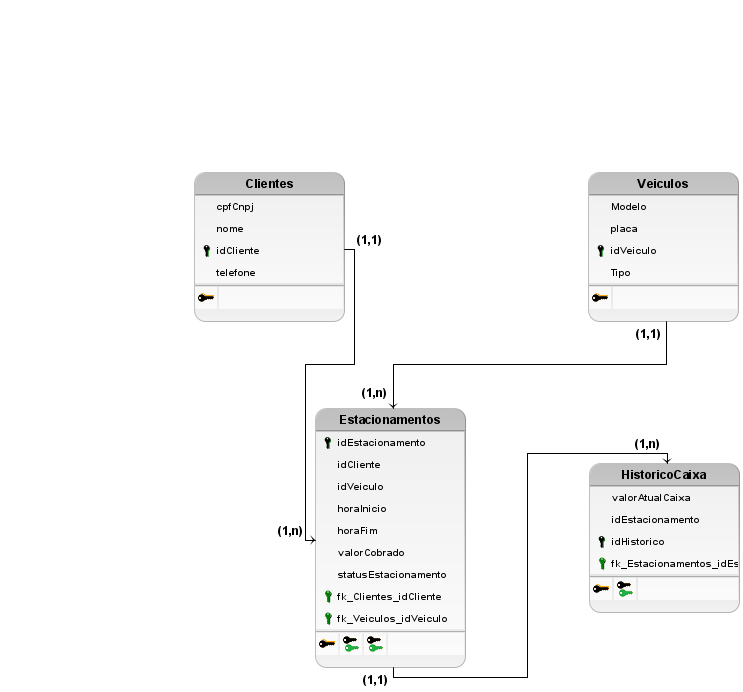 Clientes
cpfCnpj
nome
idCliente
telefone
(1,1)
Veiculos
Modelo
placa
idVeiculo
Tipo
(1,1)
(1,n)
Estacionamentos
idEstacionamento
idCliente
idVeiculo
horaInicio
horaFim
valorCobrado
statusEstacionamento
fk_Clientes_idCliente
fk_Veiculos_idVeiculo
(1,n)
(1,1)
(1,n)
HistoricoCaixa
valorAtualCaixa
idEstacionamento
idHistorico
fk_Estacionamentos_idEs